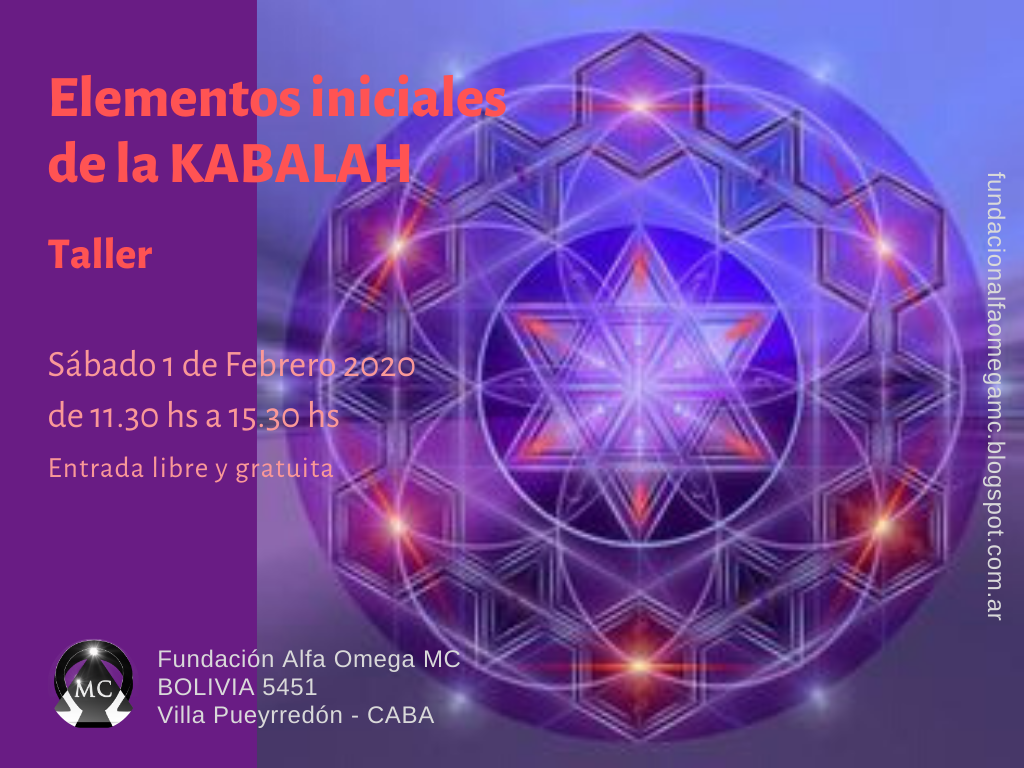 Elementos iniciales
de la KABALAH
Taller
Sábado 1 de Febrero 2020
de 11.30 hs a 15.30 hs
Entrada libre y gratuita
MC
Fundación Alfa Omega MC
BOLIVIA 5451
Villa Pueyrredón - CABA
fundacionalfaomegamc.blogspot.com.ar